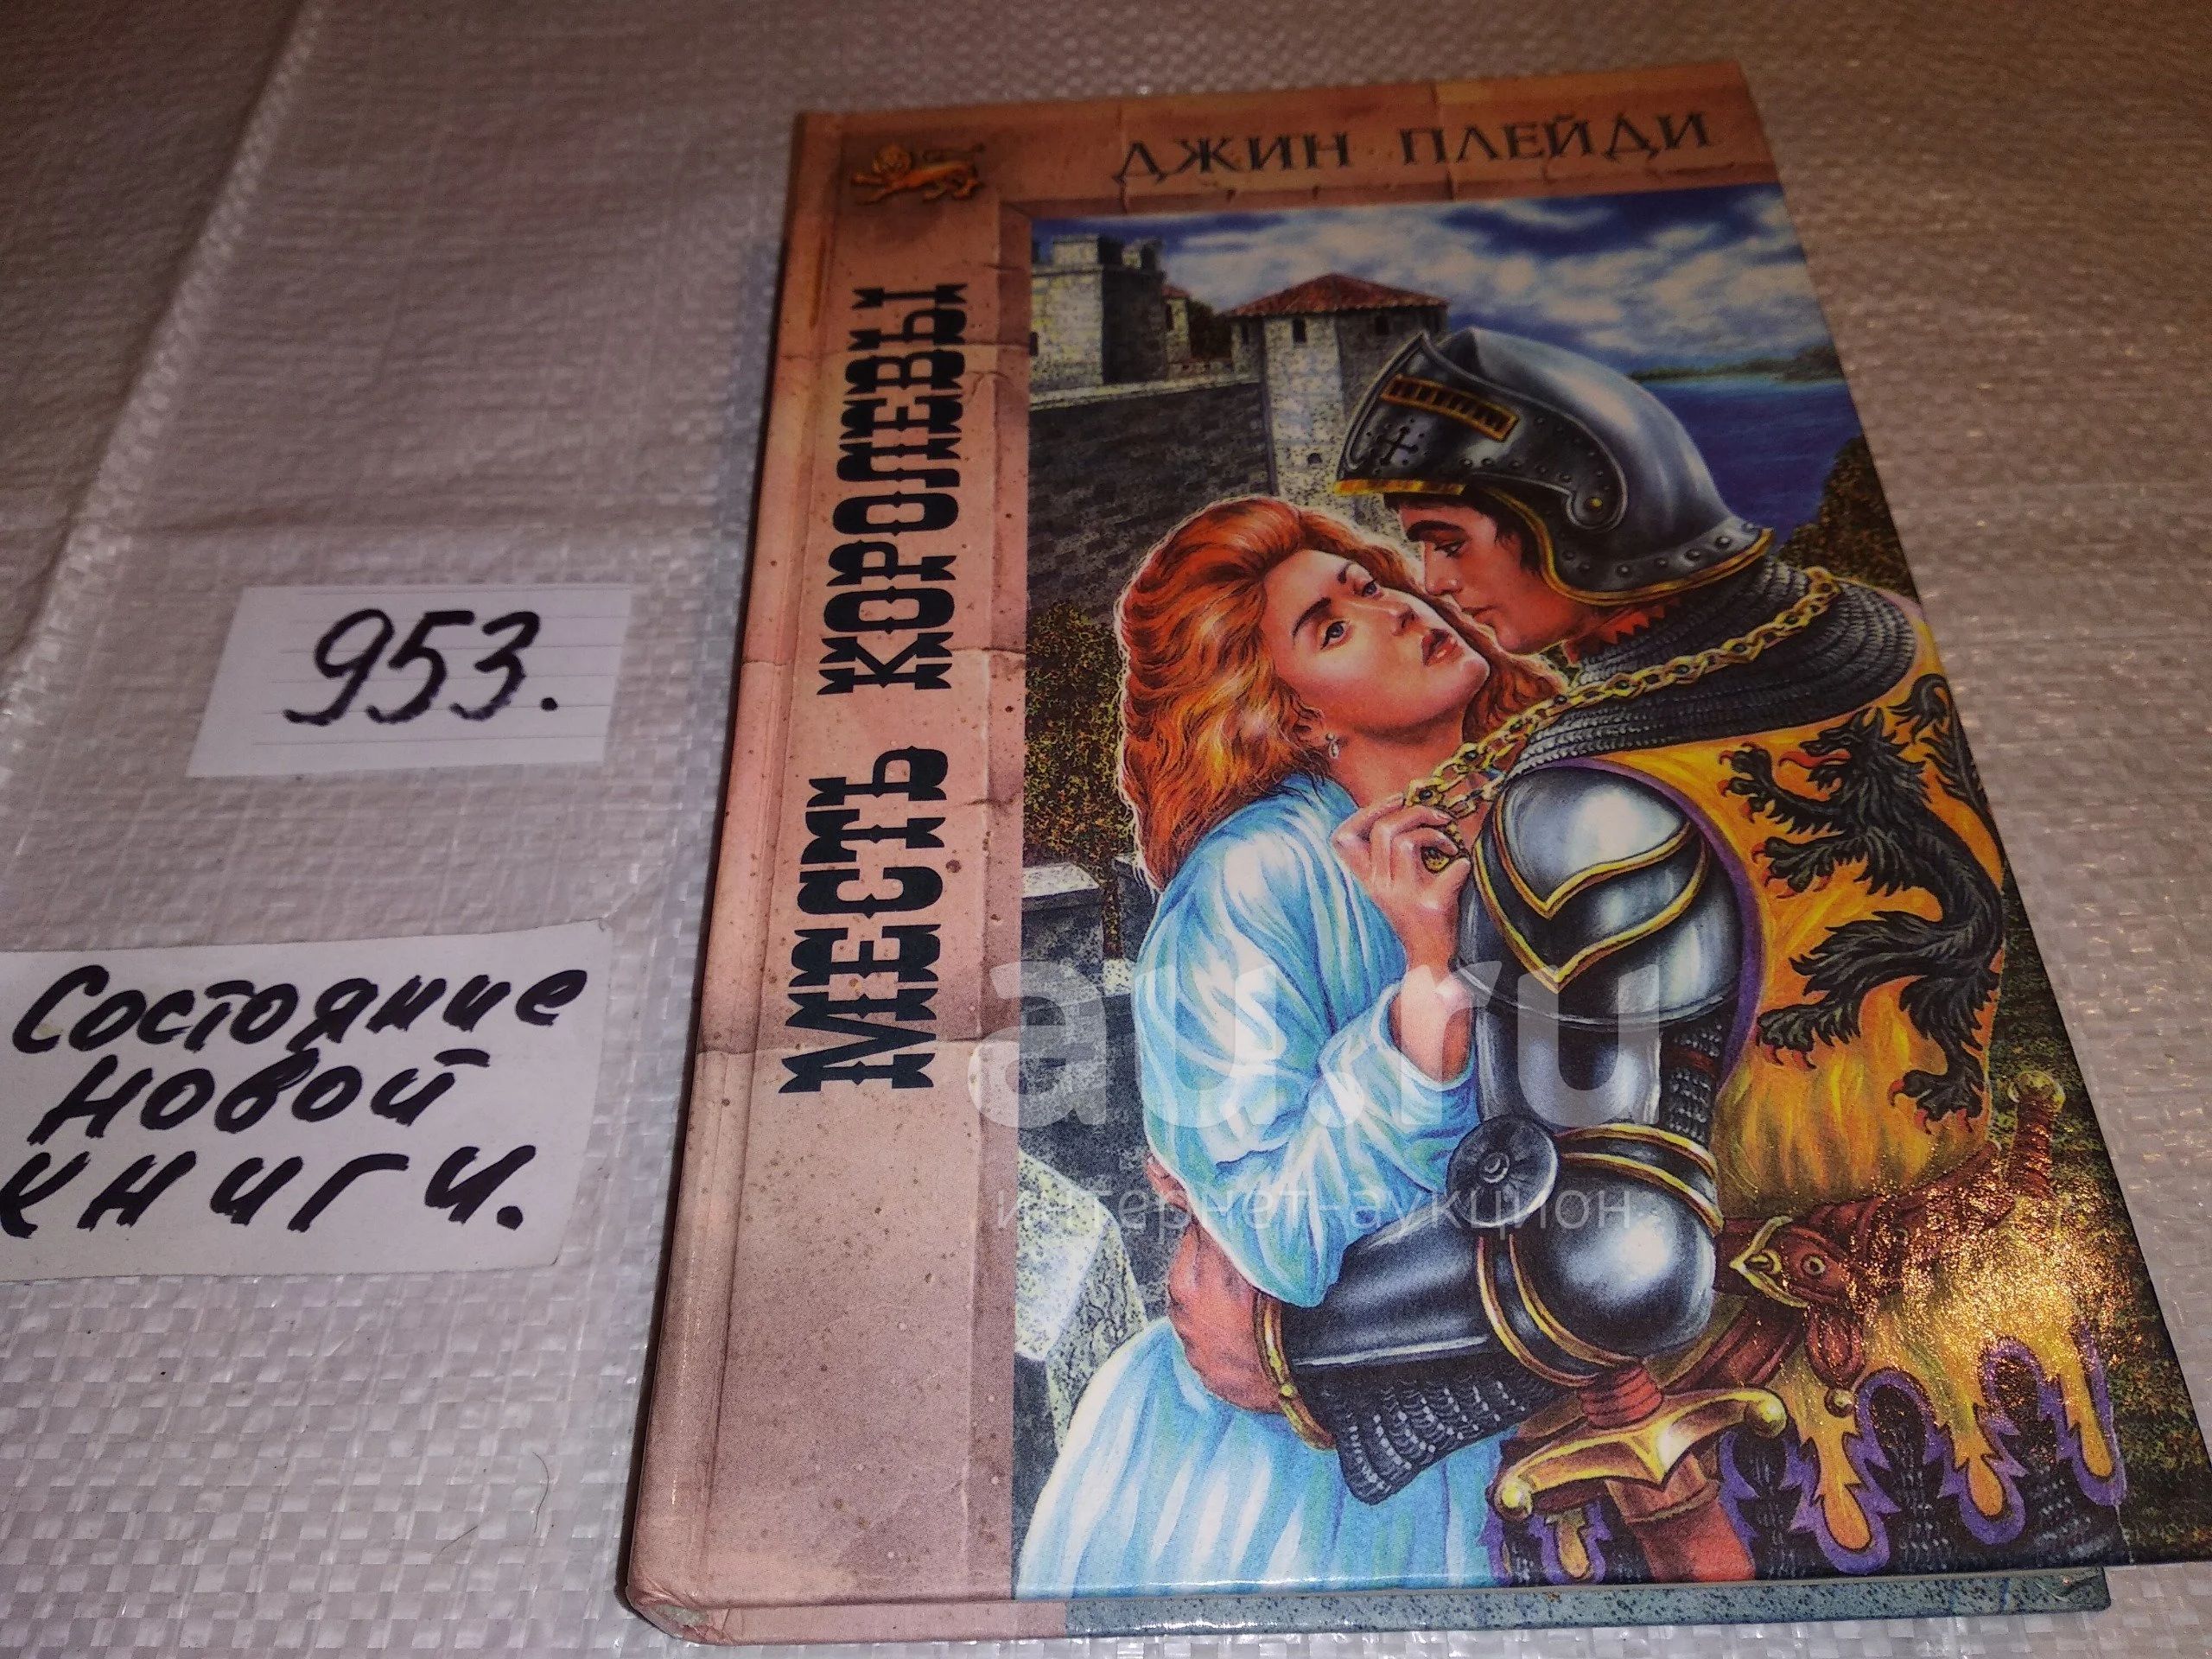 ДЖИН ПЛЕЙДИ
МЕСТЬ КОРОЛЕВЫ
953.
Состояние
новой
книги.
au.ru
интернет-аукцион